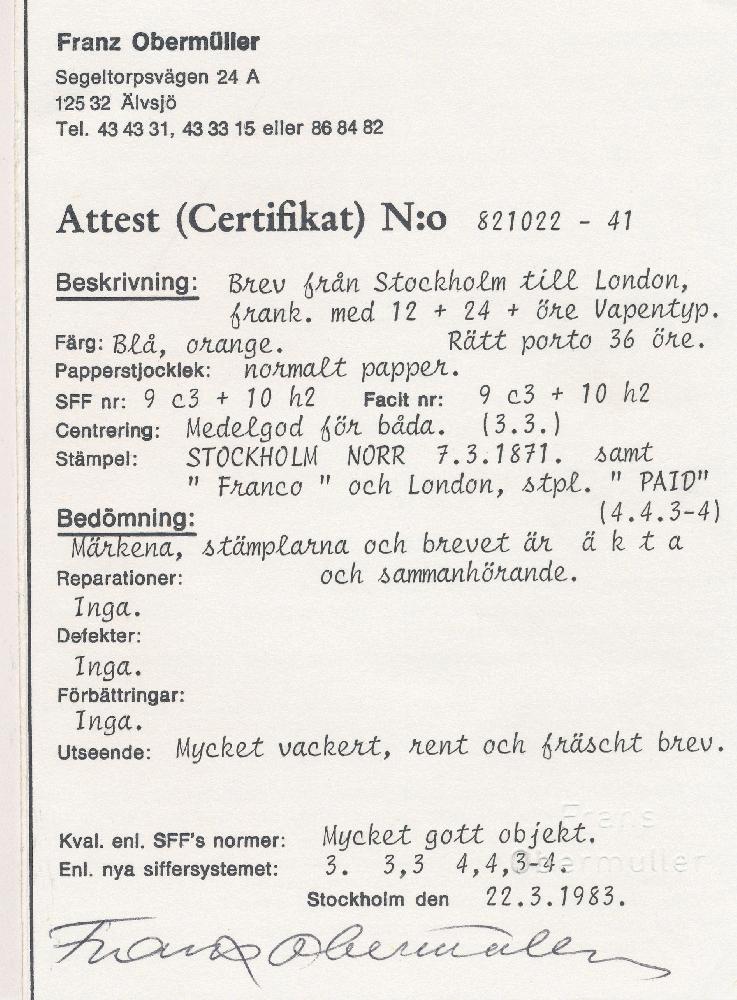 Franz Obermüller
Segeltorpsvägen 24 A
125 32 Älvsjö
Tel. 43 43 31, 43 33 15 eller 86 84 82
Attest (Certifikat) N:o 821022 - 41
Beskrivning: Brev från Stockholm till London,
frank. med 12 + 24 + öre Vapentyp.
Färg: Blå, orange. Rätt porto 36 öre.
Papperstjocklek: normalt papper.
SFF nr: 9 c3 + 10 h2 Facit nr: 9 c3 + 10 h2
Centrering: Medelgod för båda. (3.3.)
Stämpel: STOCKHOLM NORR 7.3.1871. samt
" Franco " och London, stpl. " PAID"
(4.4.3-4)
Bedömning:
Märkena, stämplarna och brevet är ä k t a
och sammanhörande.
Reparationer:
Inga.
Defekter:
Inga.
Förbättringar:
Inga.
Utseende: Mycket vackert, rent och fräscht brev.
Frans
Obermüller
Kval. enl. SFF's normer: Mycket gott objekt.
Enl. nya siffersystemet: 3. 3,3 4,4,3-4.
Stockholm den 22.3.1983.
Franz Obermüller